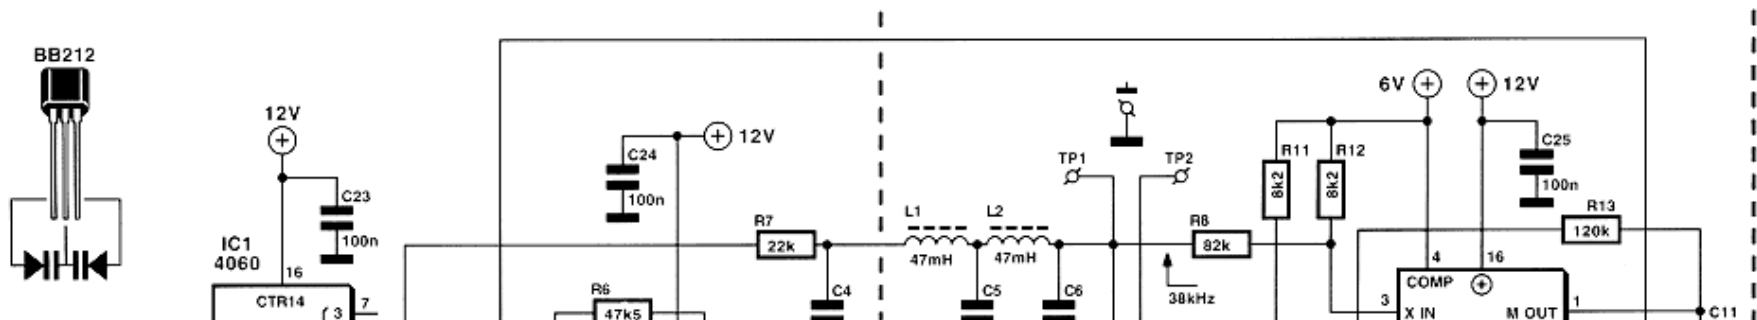 BB212
12V
C23
100n
IC1
4060
16
CTR14
3
7
12V
C24
100n
R6
47k5
R7
22k
C4
L1
47mH
L2
47mH
C5
C6
TP1
TP2
38kHz
R8
82k
R11
8k2
R12
8k2
6V
12V
C25
100n
R13
120k
4
16
COMP
3
X IN
M OUT
1
C11